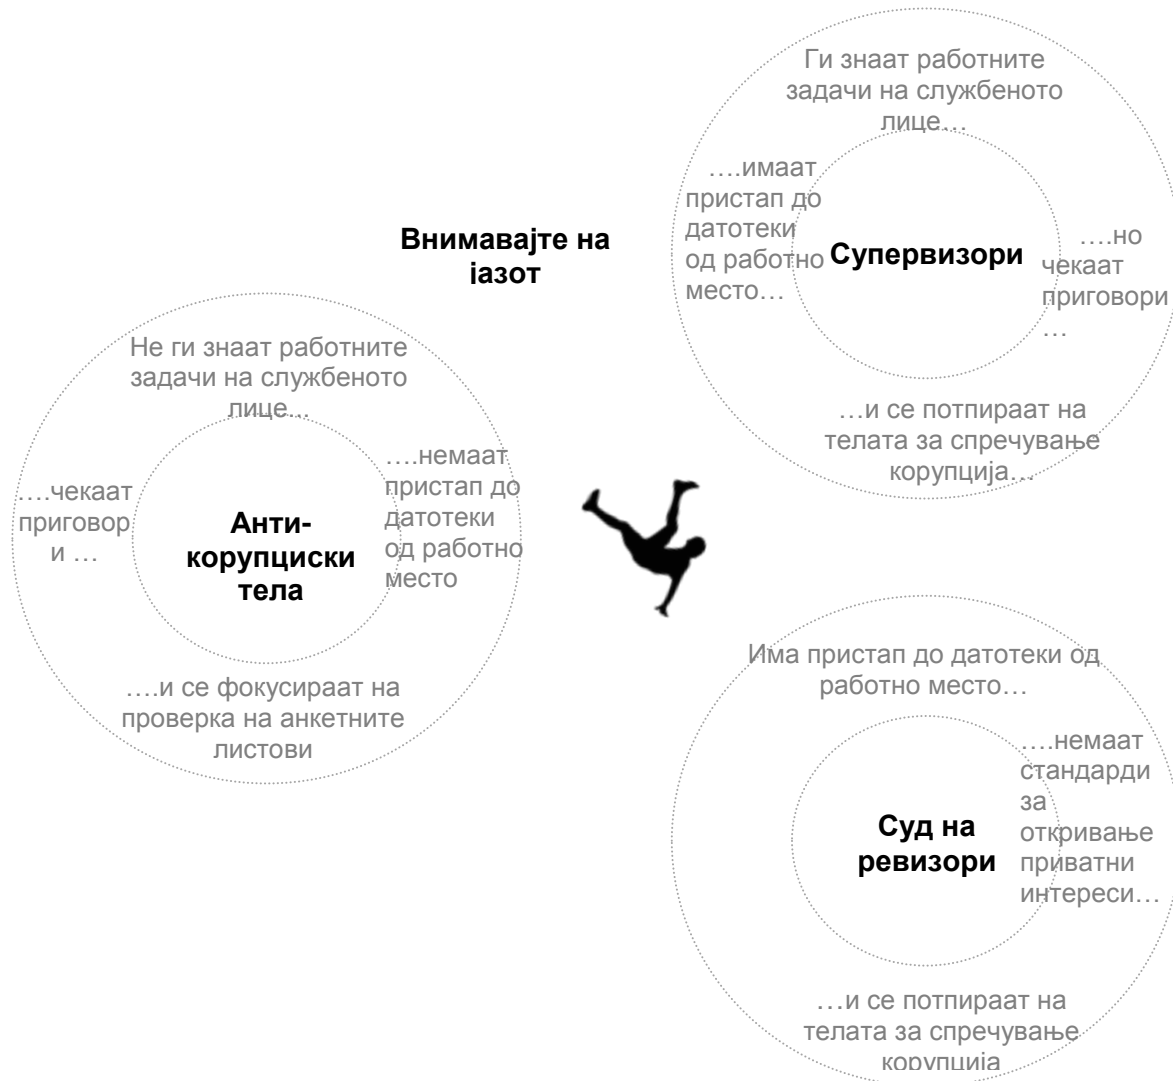 Ги знаат работните
задачи на службеното
лице…
….имаат
пристап до
датотеки
од работно
место…
Супервизори
….но
чекаат
приговори
…
…и се потпираат на
телата за спречување
корупција…
Внимавајте на
јазот
Не ги знаат работните
задачи на службеното
лице...
….чекаат
приговор
и …
Анти-
корупциски
тела
….немаат
пристап до
датотеки
од работно
место
….и се фокусираат на
проверка на анкетните
листови
Има пристап до датотеки од
работно место…
Суд на
ревизори
….немаат
стандарди
за
откривање
приватни
интереси…
…и се потпираат на
телата за спречување
корупција